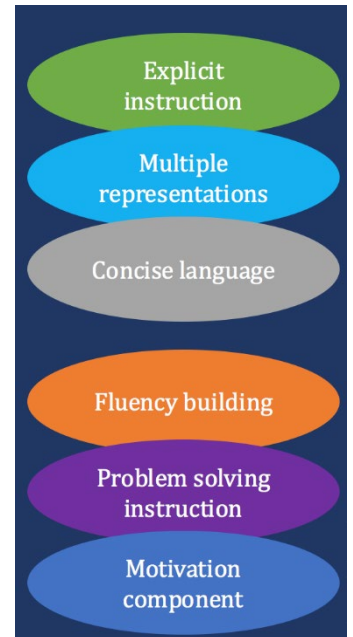 Explicit
instruction
Multiple
representations
Concise language
Fluency building
Problem solving
instruction
Motivation
component